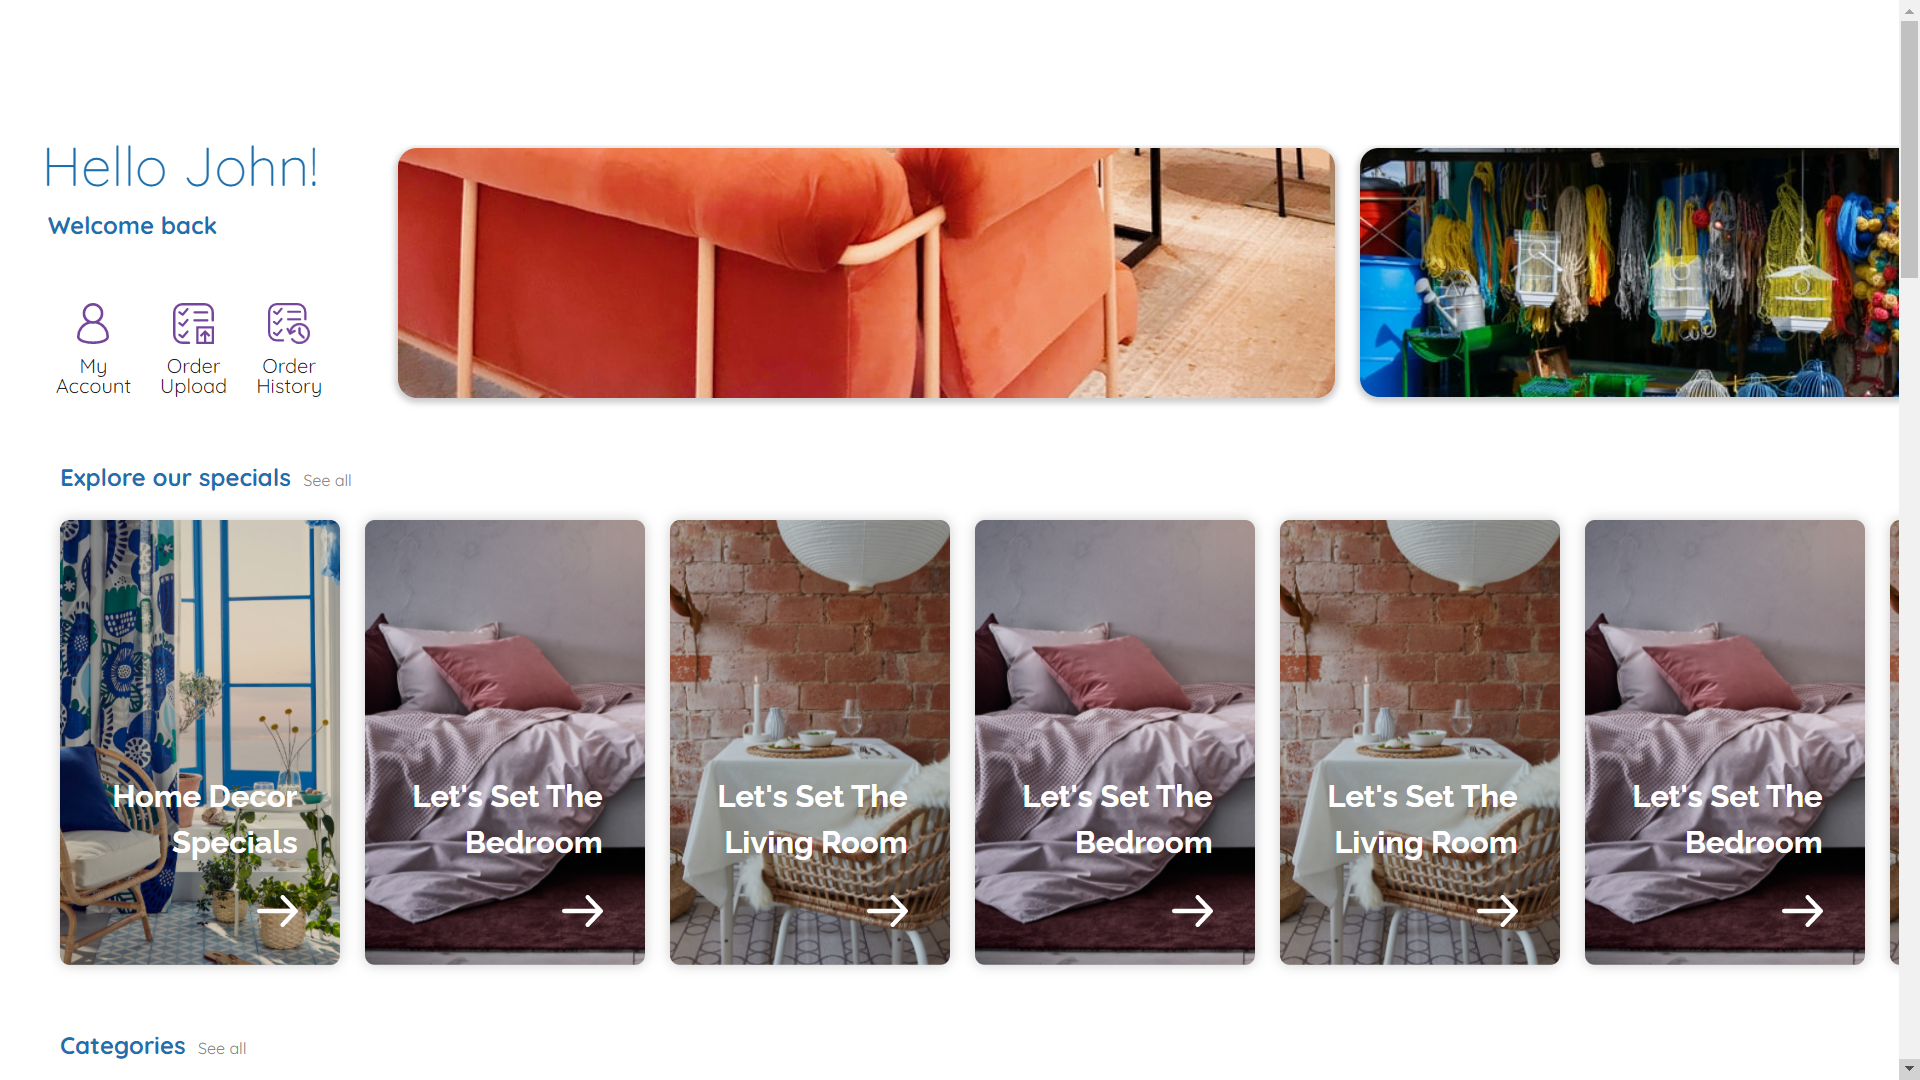 Hello John!
Welcome back
My
Account
Order
Upload
Order
History
Explore our specials See all
Home Decor
Specials
Let's Set The
Bedroom
Let's Set The
Living Room
Let's Set The
Bedroom
Let's Set The
Living Room
Let's Set The
Bedroom
Categories See all